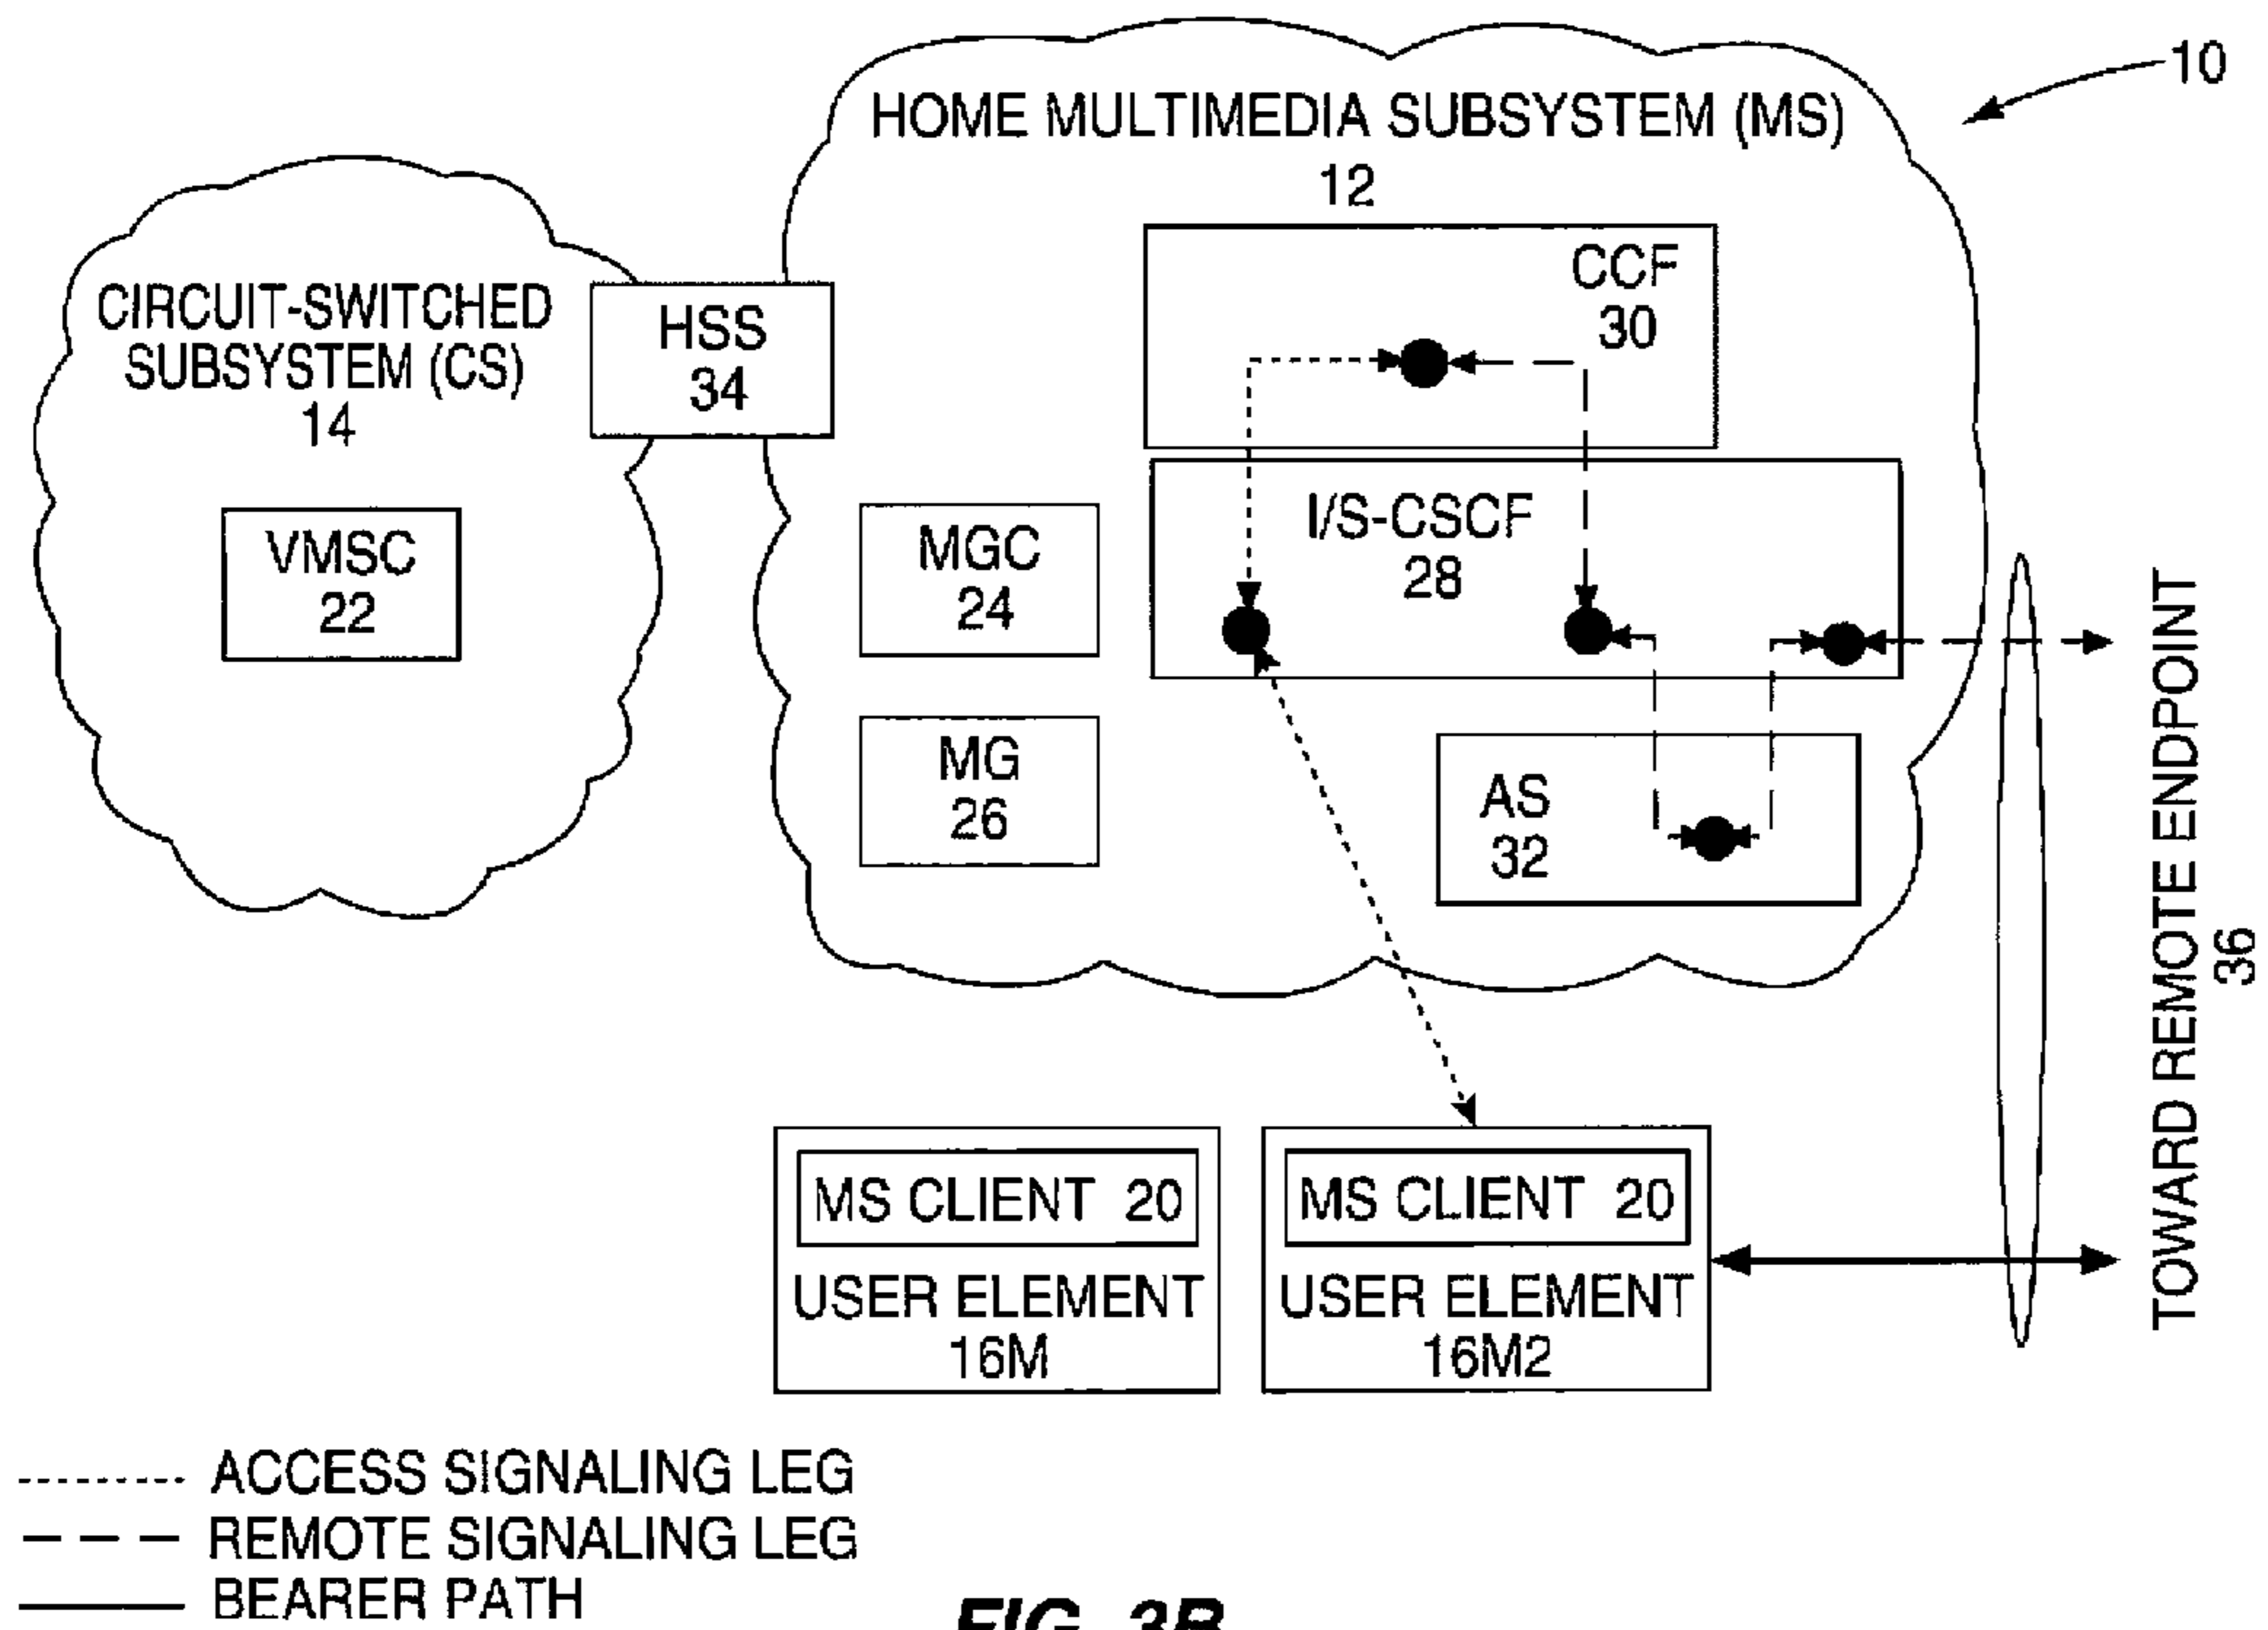 10
HOME MULTIMEDIA SUBSYSTEM (MS)
12
CIRCUIT-SWITCHED
SUBSYSTEM (CS)
14
HSS
34
CCF
30
VMSC
22
MGC
24
I/S-CSCF
28
MG
26
AS
32
TOWARD REMOTE ENDPOINT
36
MS CLIENT 20
USER ELEMENT
16M
MS CLIENT 20
USER ELEMENT
16M2
ACCESS SIGNALING LEG
REMOTE SIGNALING LEG
BEARER PATH
FIG. 3B